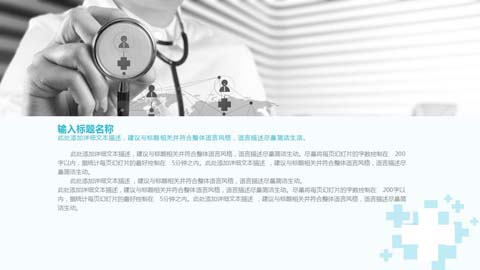 输入标题名称
此处添加详细文本描述，建议与标题相关并符合整体语言风格，语言描述尽量简洁生动。
此处添加详细文本描述，建议与标题相关并符合整体语言风格，语言描述尽量简洁生动。尽量将每页幻灯片的字数控制在 200
字以内，据统计每页幻灯片的最好控制在 5分钟之内。此处添加详细文本描述，建议与标题相关并符合整体语言风格，语言描述尽
量简洁生动。
此处添加详细文本描述，建议与标题相关并符合整体语言风格，语言描述尽量简洁生动。
此处添加详细文本描述，建议与标题相关并符合整体语言风格，语言描述尽量简洁生动。尽量将每页幻灯片的字数控制在 200字以
内，据统计每页幻灯片的最好控制在 5分钟之内。此处添加详细文本描述，建议与标题相关并符合整体语言风格，语言描述尽量简
洁生动。